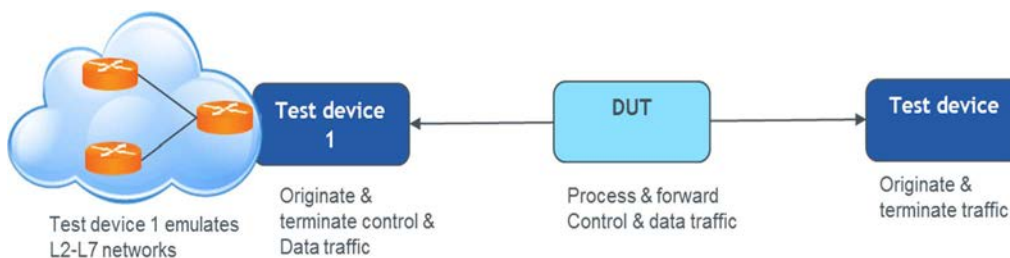 Test device
1
DUT
Test device
Originate &
terminate control &
Data traffic
Process & forward
Control & data traffic
Originate &
terminate traffic
Test device 1 emulates
L2-L7 networks